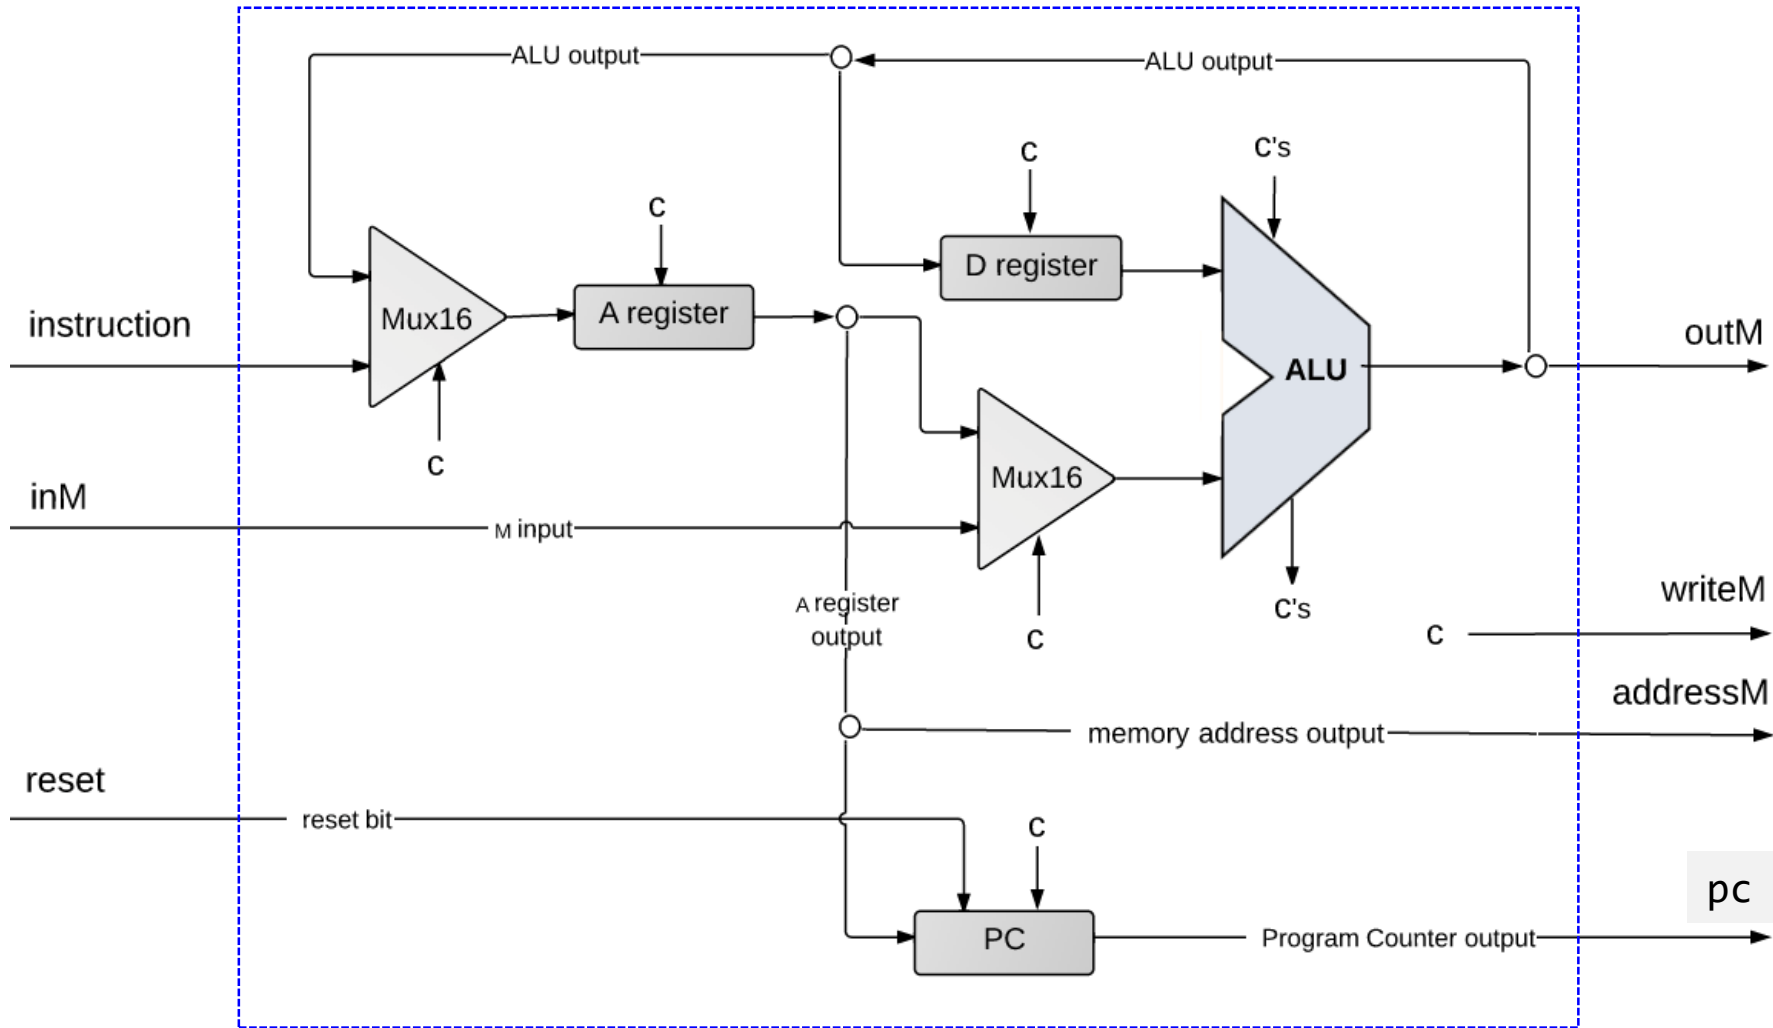 ALU output
ALU output
c
c's
c
D register
instruction
Mux16
A register
ALU
outM
c
inM
M input
Mux16
A register
output
c
c's
writeM
c
addressM
memory address output
reset
reset bit
c
pc
PC
Program Counter output